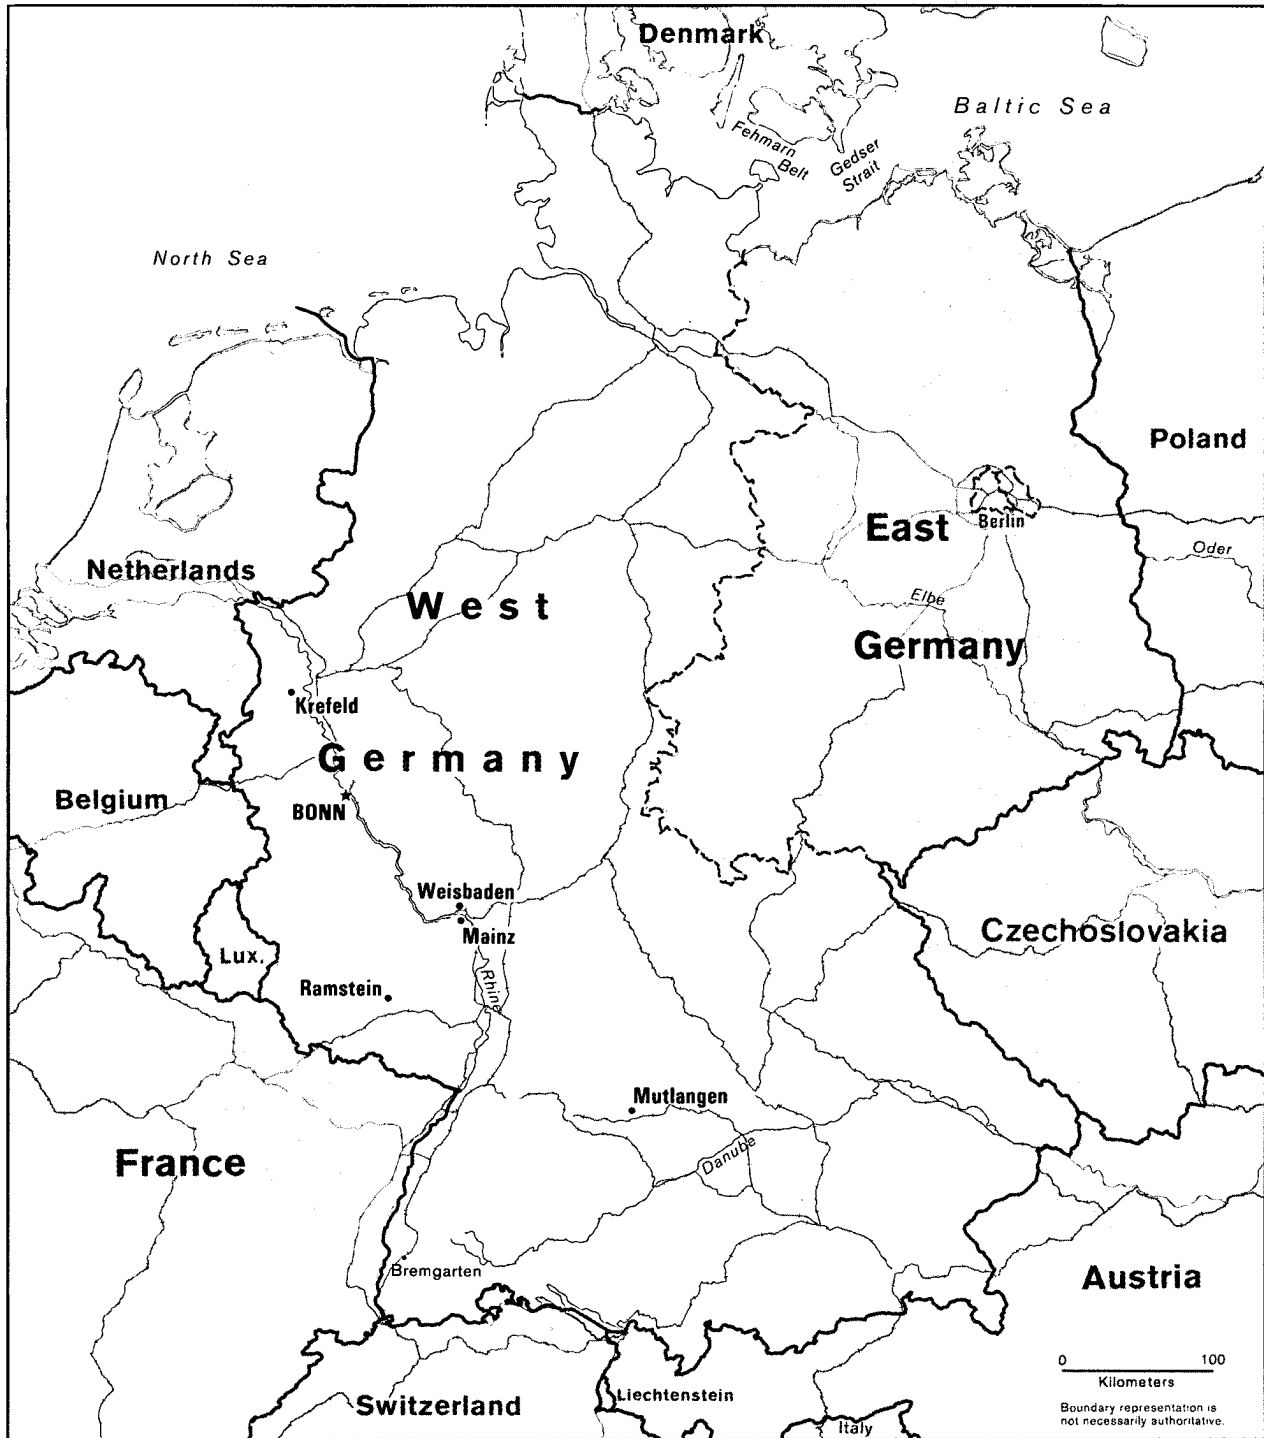 Denmark
Baltic Sea
Fehmarn
Belt
Gedser
Strait
North Sea
Poland
East
Berlin
Oder
Netherlands
West
Elbe
Germany
Krefeld
Germany
Belgium
BONN
Weisbaden
Mainz
Czechoslovakia
Lux.
Ramstein
Rhine
Mutlangen
Danube
France
Bremgarten
Austria
0 100
Kilometers
Switzerland
Liechtenstein
Italy
Boundary representation is
not necessarily authoritative.